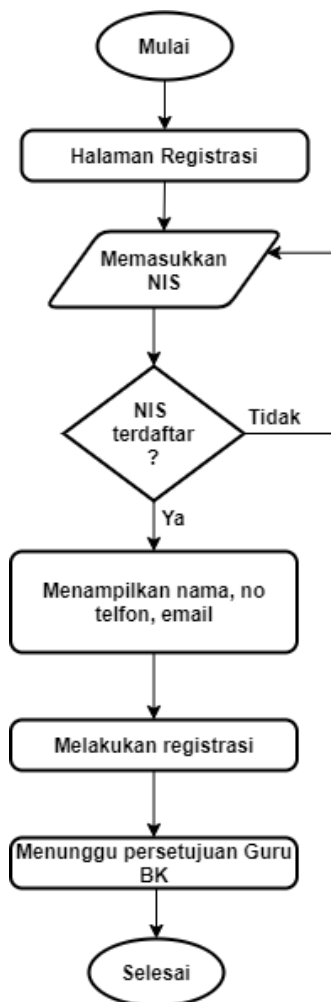 Mulai
Halaman Registrasi
Memasukkan
NIS
NIS
terdaftar
?
Tidak
Ya
Menampilkan nama, no
telfon, email
Melakukan registrasi
Menunggu persetujuan Guru
BK
Selesai